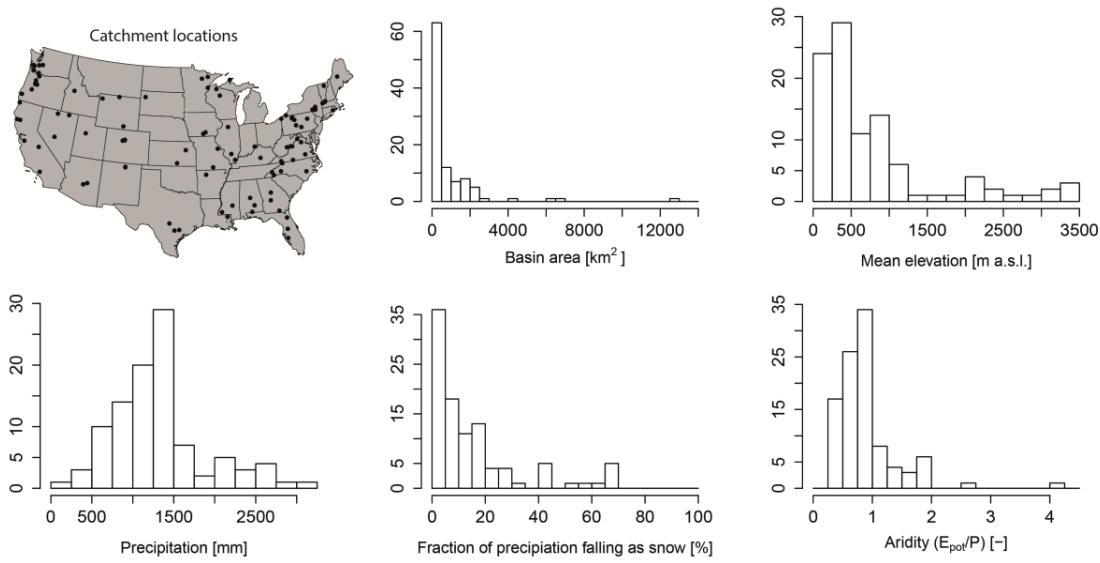 Catchment locations
0 20 40 60
0 4000 8000 12000
Basin area [km2 ]
0 5 10 20 30
0 500 1500 2500 3500
Mean elevation [m a.s.l.]
0 5 10 20 30
0 500 1500 2500
Precipitation [mm]
0 5 15 25 35
0 20 40 60 80 100
Fraction of precipiation falling as snow [%]
0 5 15 25 35
0 1 2 3 4
Aridity (Epot/P) [−]